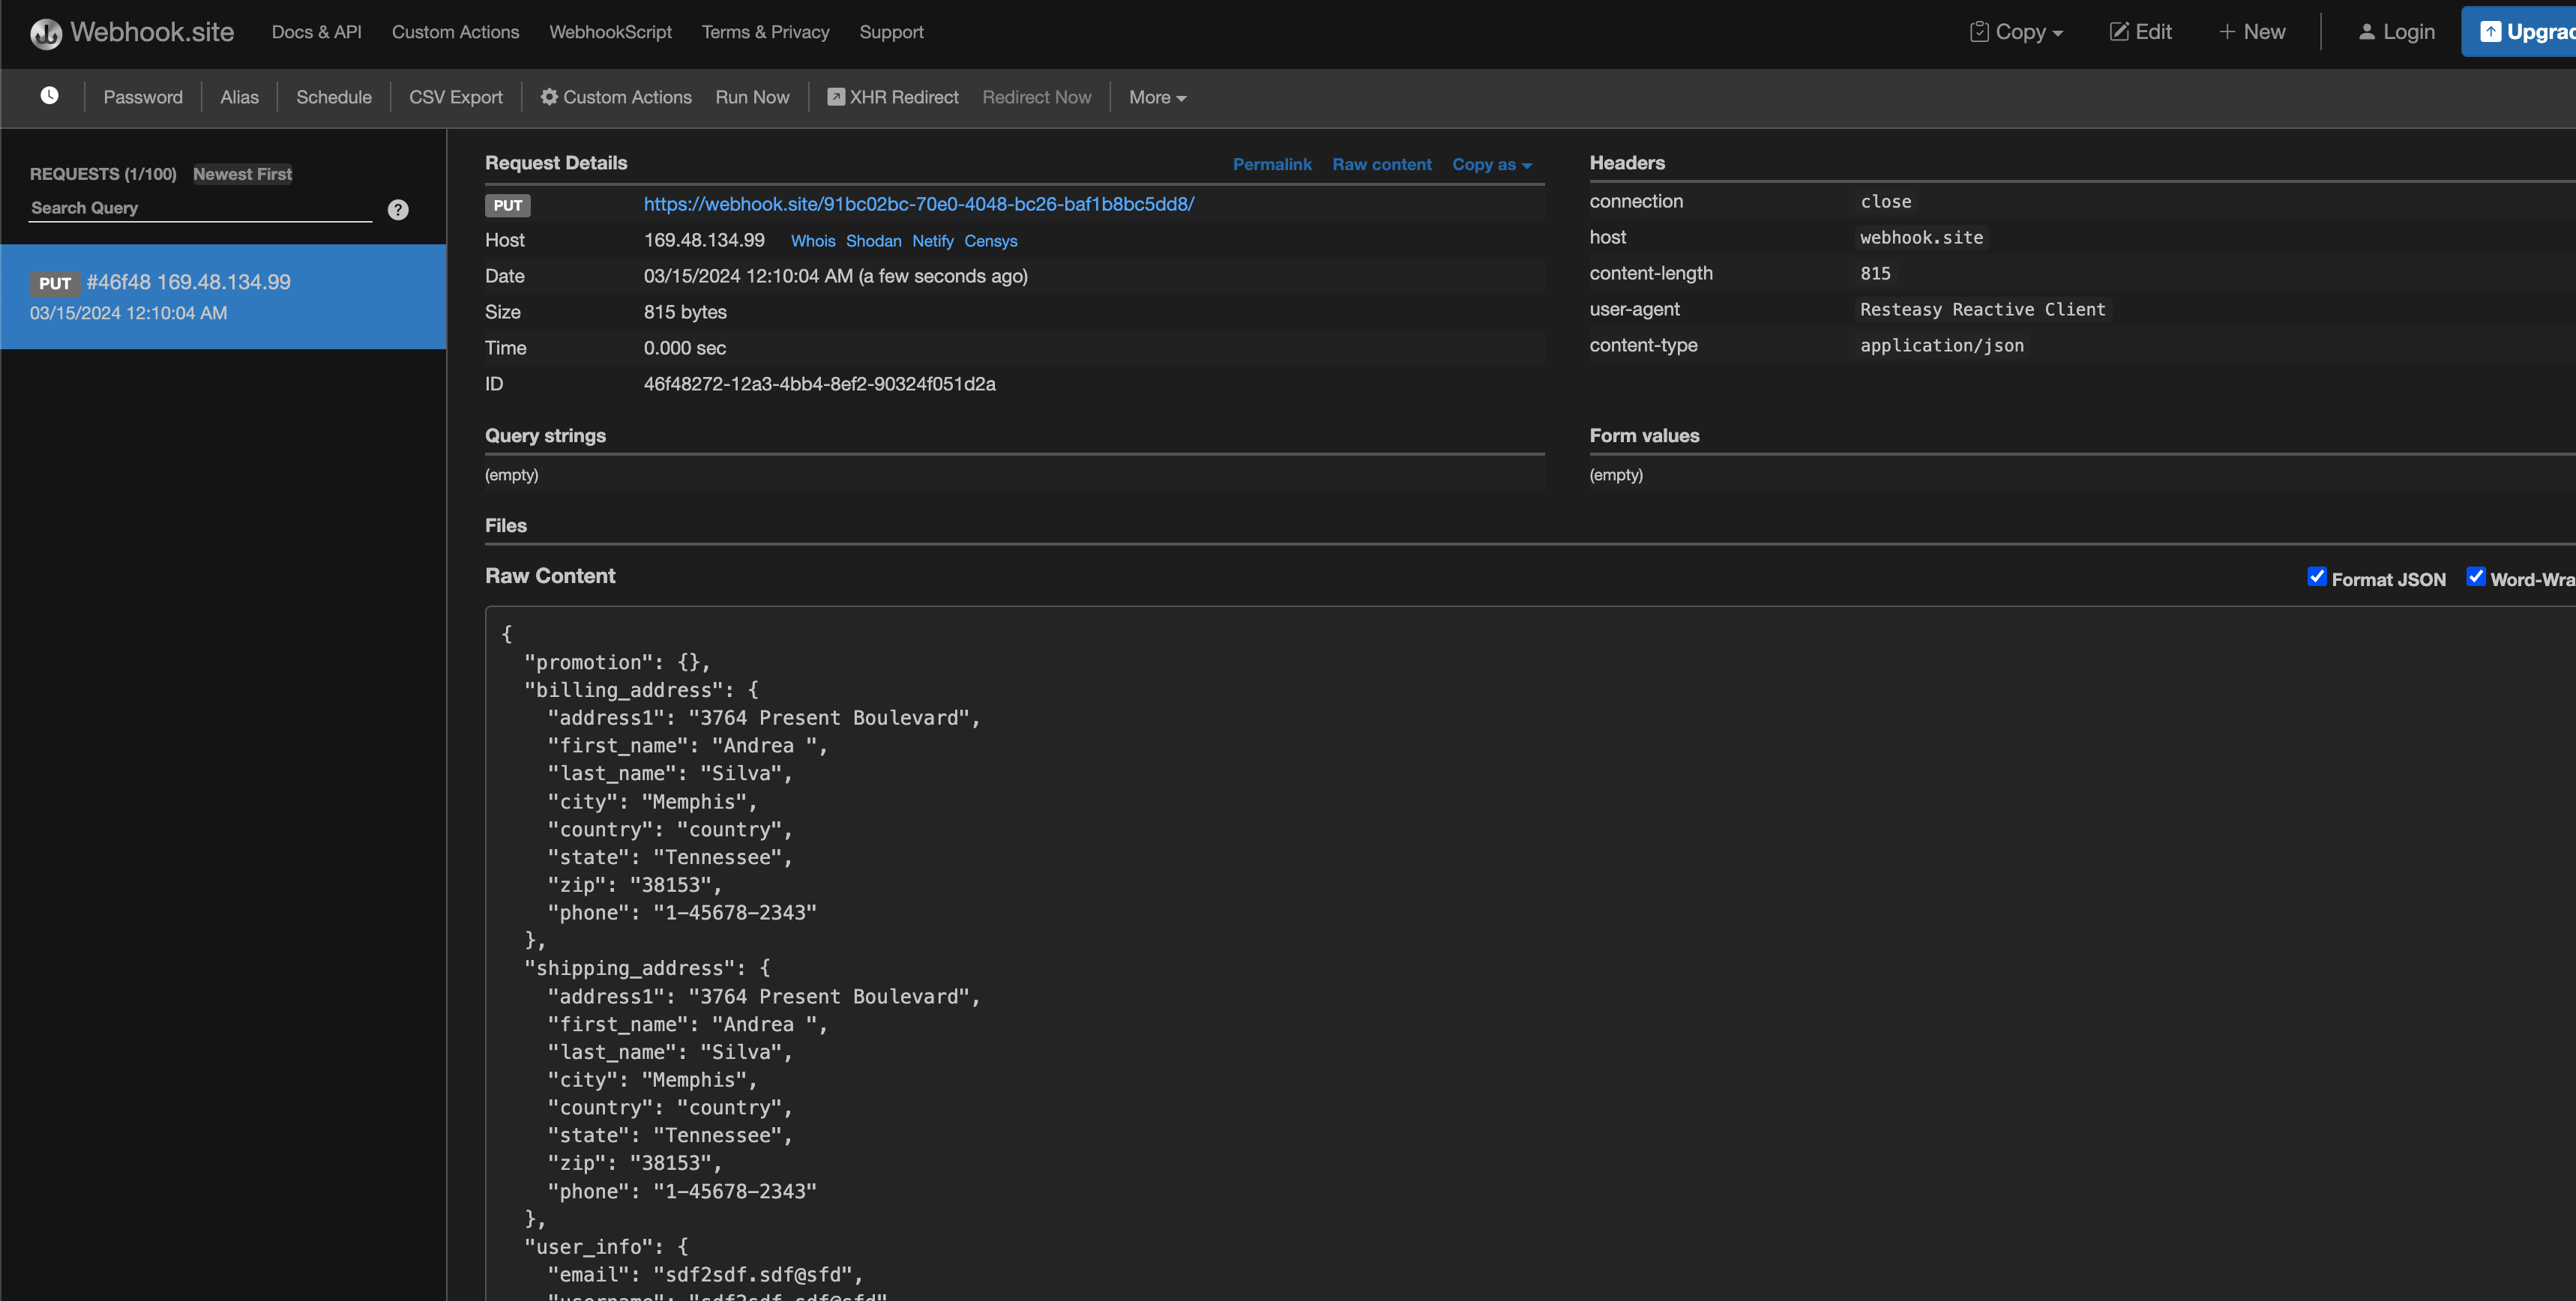 Webhook.site Docs & API Custom Actions WebhookScript Terms & Privacy Support Copy Edit New Login
Password Alias Schedule CSV Export Custom Actions Run Now XHR Redirect Redirect Now More
REQUESTS (1/100) Newest First
Search Query ?
PUT #46f48 169.48.134.99
03/15/2024 12:10:04 AM
Request Details Permalink Raw content Copy as
PUT https://webhook.site/91bc02bc-70e0-4048-bc26-baf1b8bc5dd8/
Host 169.48.134.99 Whois Shodan Netify Censys
Date 03/15/2024 12:10:04 AM (a few seconds ago)
Size 815 bytes
Time 0.000 sec
ID 46f48272-12a3-4bb4-8ef2-90324f051d2a
Headers
connection close
host webhook.site
content-length 815
user-agent Resteasy Reactive Client
content-type application/json
Query strings
(empty)
Form values
(empty)
Files
Raw Content Format JSON
{
"promotion": {},
"billing_address": {
"address1": "3764 Present Boulevard",
"first_name": "Andrea ",
"last_name": "Silva",
"city": "Memphis",
"country": "country",
"state": "Tennessee",
"zip": "38153",
"phone": "1-45678-2343"
},
"shipping_address": {
"address1": "3764 Present Boulevard",
"first_name": "Andrea ",
"last_name": "Silva",
"city": "Memphis",
"country": "country",
"state": "Tennessee",
"zip": "38153",
"phone": "1-45678-2343"
},
"user_info": {
"email": "sdf2sdf.sdf@sfd",